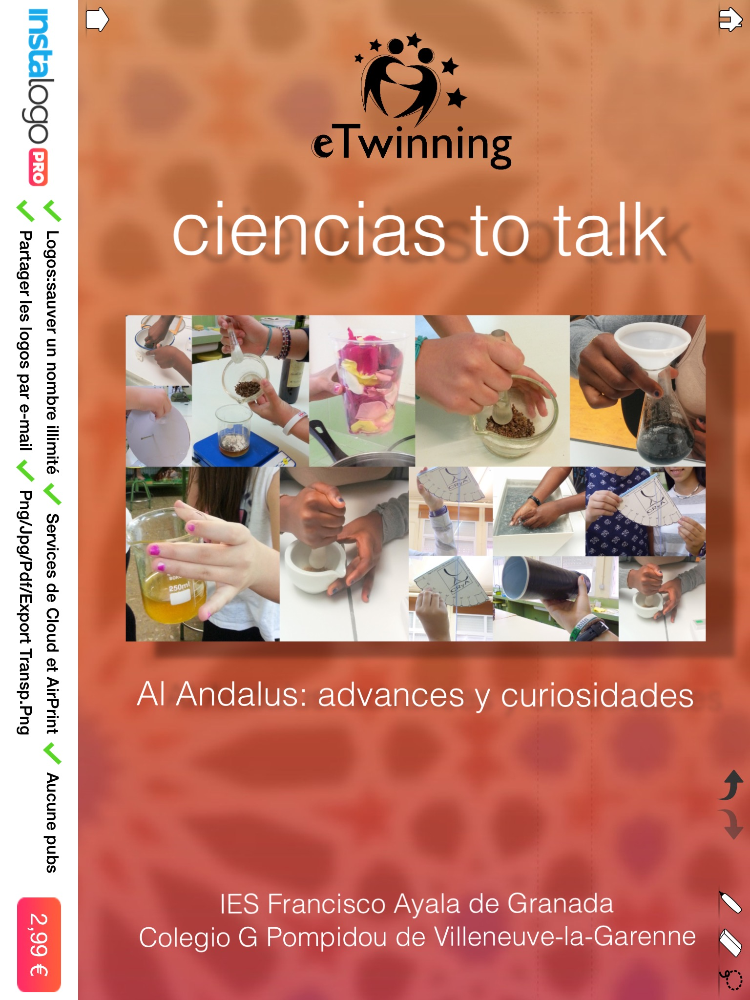 eTwinning
ciencias to talk
BORO
250ml
CRYA
CRYA
CRYA
Dublin
Al Andalus: advances y curiosidades
IES Francisco Ayala de Granada
Colegio G Pompidou de Villeneuve-la-Garenne
instalogo PRO
Logos:sauver un nombre illimité Services de Cloud et AirPrint Aucune pubs
Partager les logos par e-mail Png/Jpg/Pdf/Export Transp.Png
2,99 €